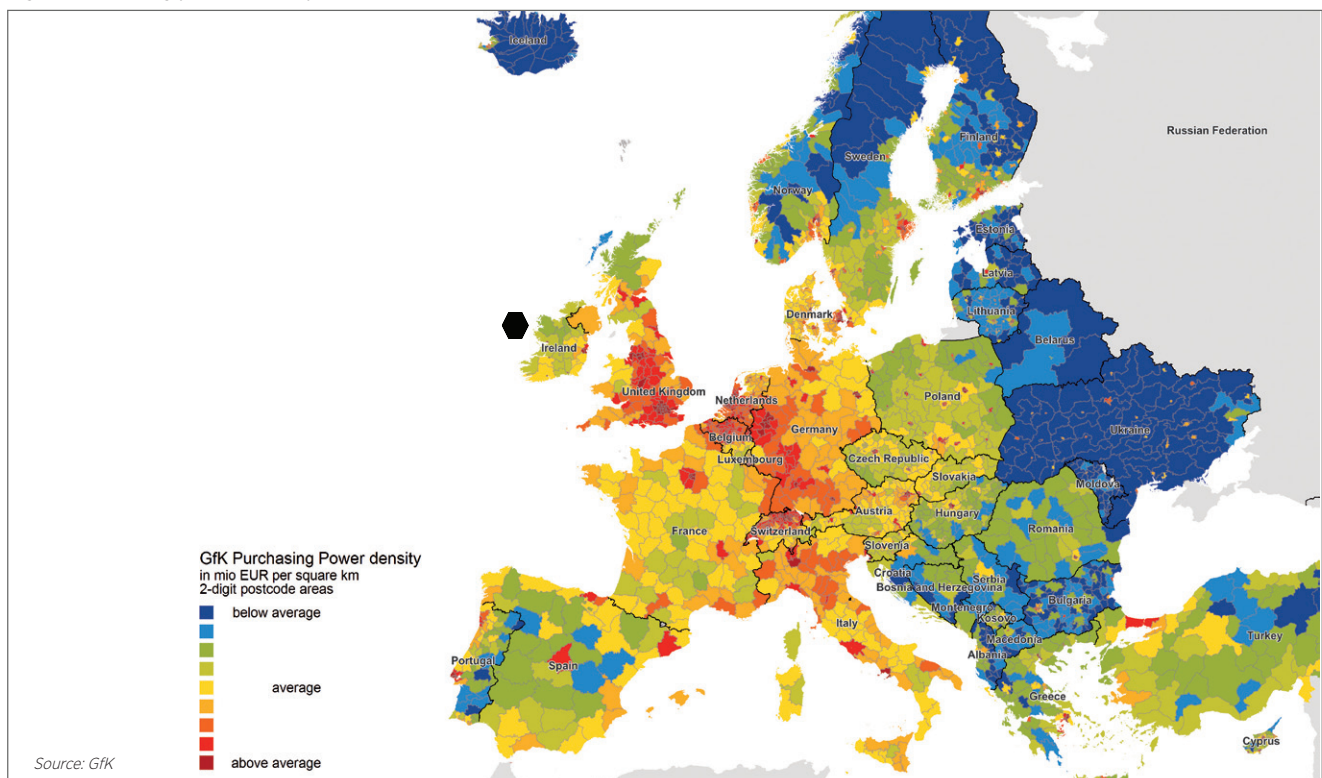 Iceland
Russian Federation
Finland
Sweden
Norway
Estonia
Latvia
Denmark
Lithuania
Ireland
Belarus
United Kingdom
Netherlands
Poland
Germany
Belgium
Ukraine
Luxembourg
Czech Republic
Slovakia
Moldova
Austria
Hungary
France
Switzerland
Romania
Slovenia
GfK Purchasing Power density
in mio EUR per square km
2-digit postcode areas
Croatia
Serbia
Bosnia and Herzegovina
Bulgaria
below average
Montenegro
Kosovo
Italy
Macedonia
Turkey
Albania
Portugal
Spain
average
Greece
Cyprus
Source: GfK
above average